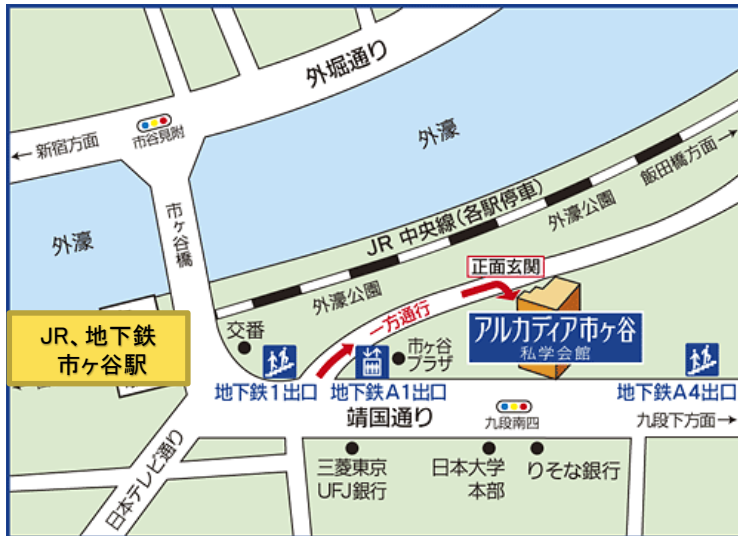 外堀通り
市谷見附
← 新宿方面
外濠
飯田橋方面→
市ヶ谷橋
外濠
JR 中央線(各駅停車)
外濠公園
外濠公園
正面玄関
一方通行
JR、地下鉄
市ヶ谷駅
交番
市ヶ谷
プラザ
アルカディア市ヶ谷
私学会館
地下鉄1出口
地下鉄A1出口
地下鉄A4出口
靖国通り
九段南四
九段下方面→
日本テレビ通り
三菱東京
UFJ銀行
日本大学
本部
りそな銀行